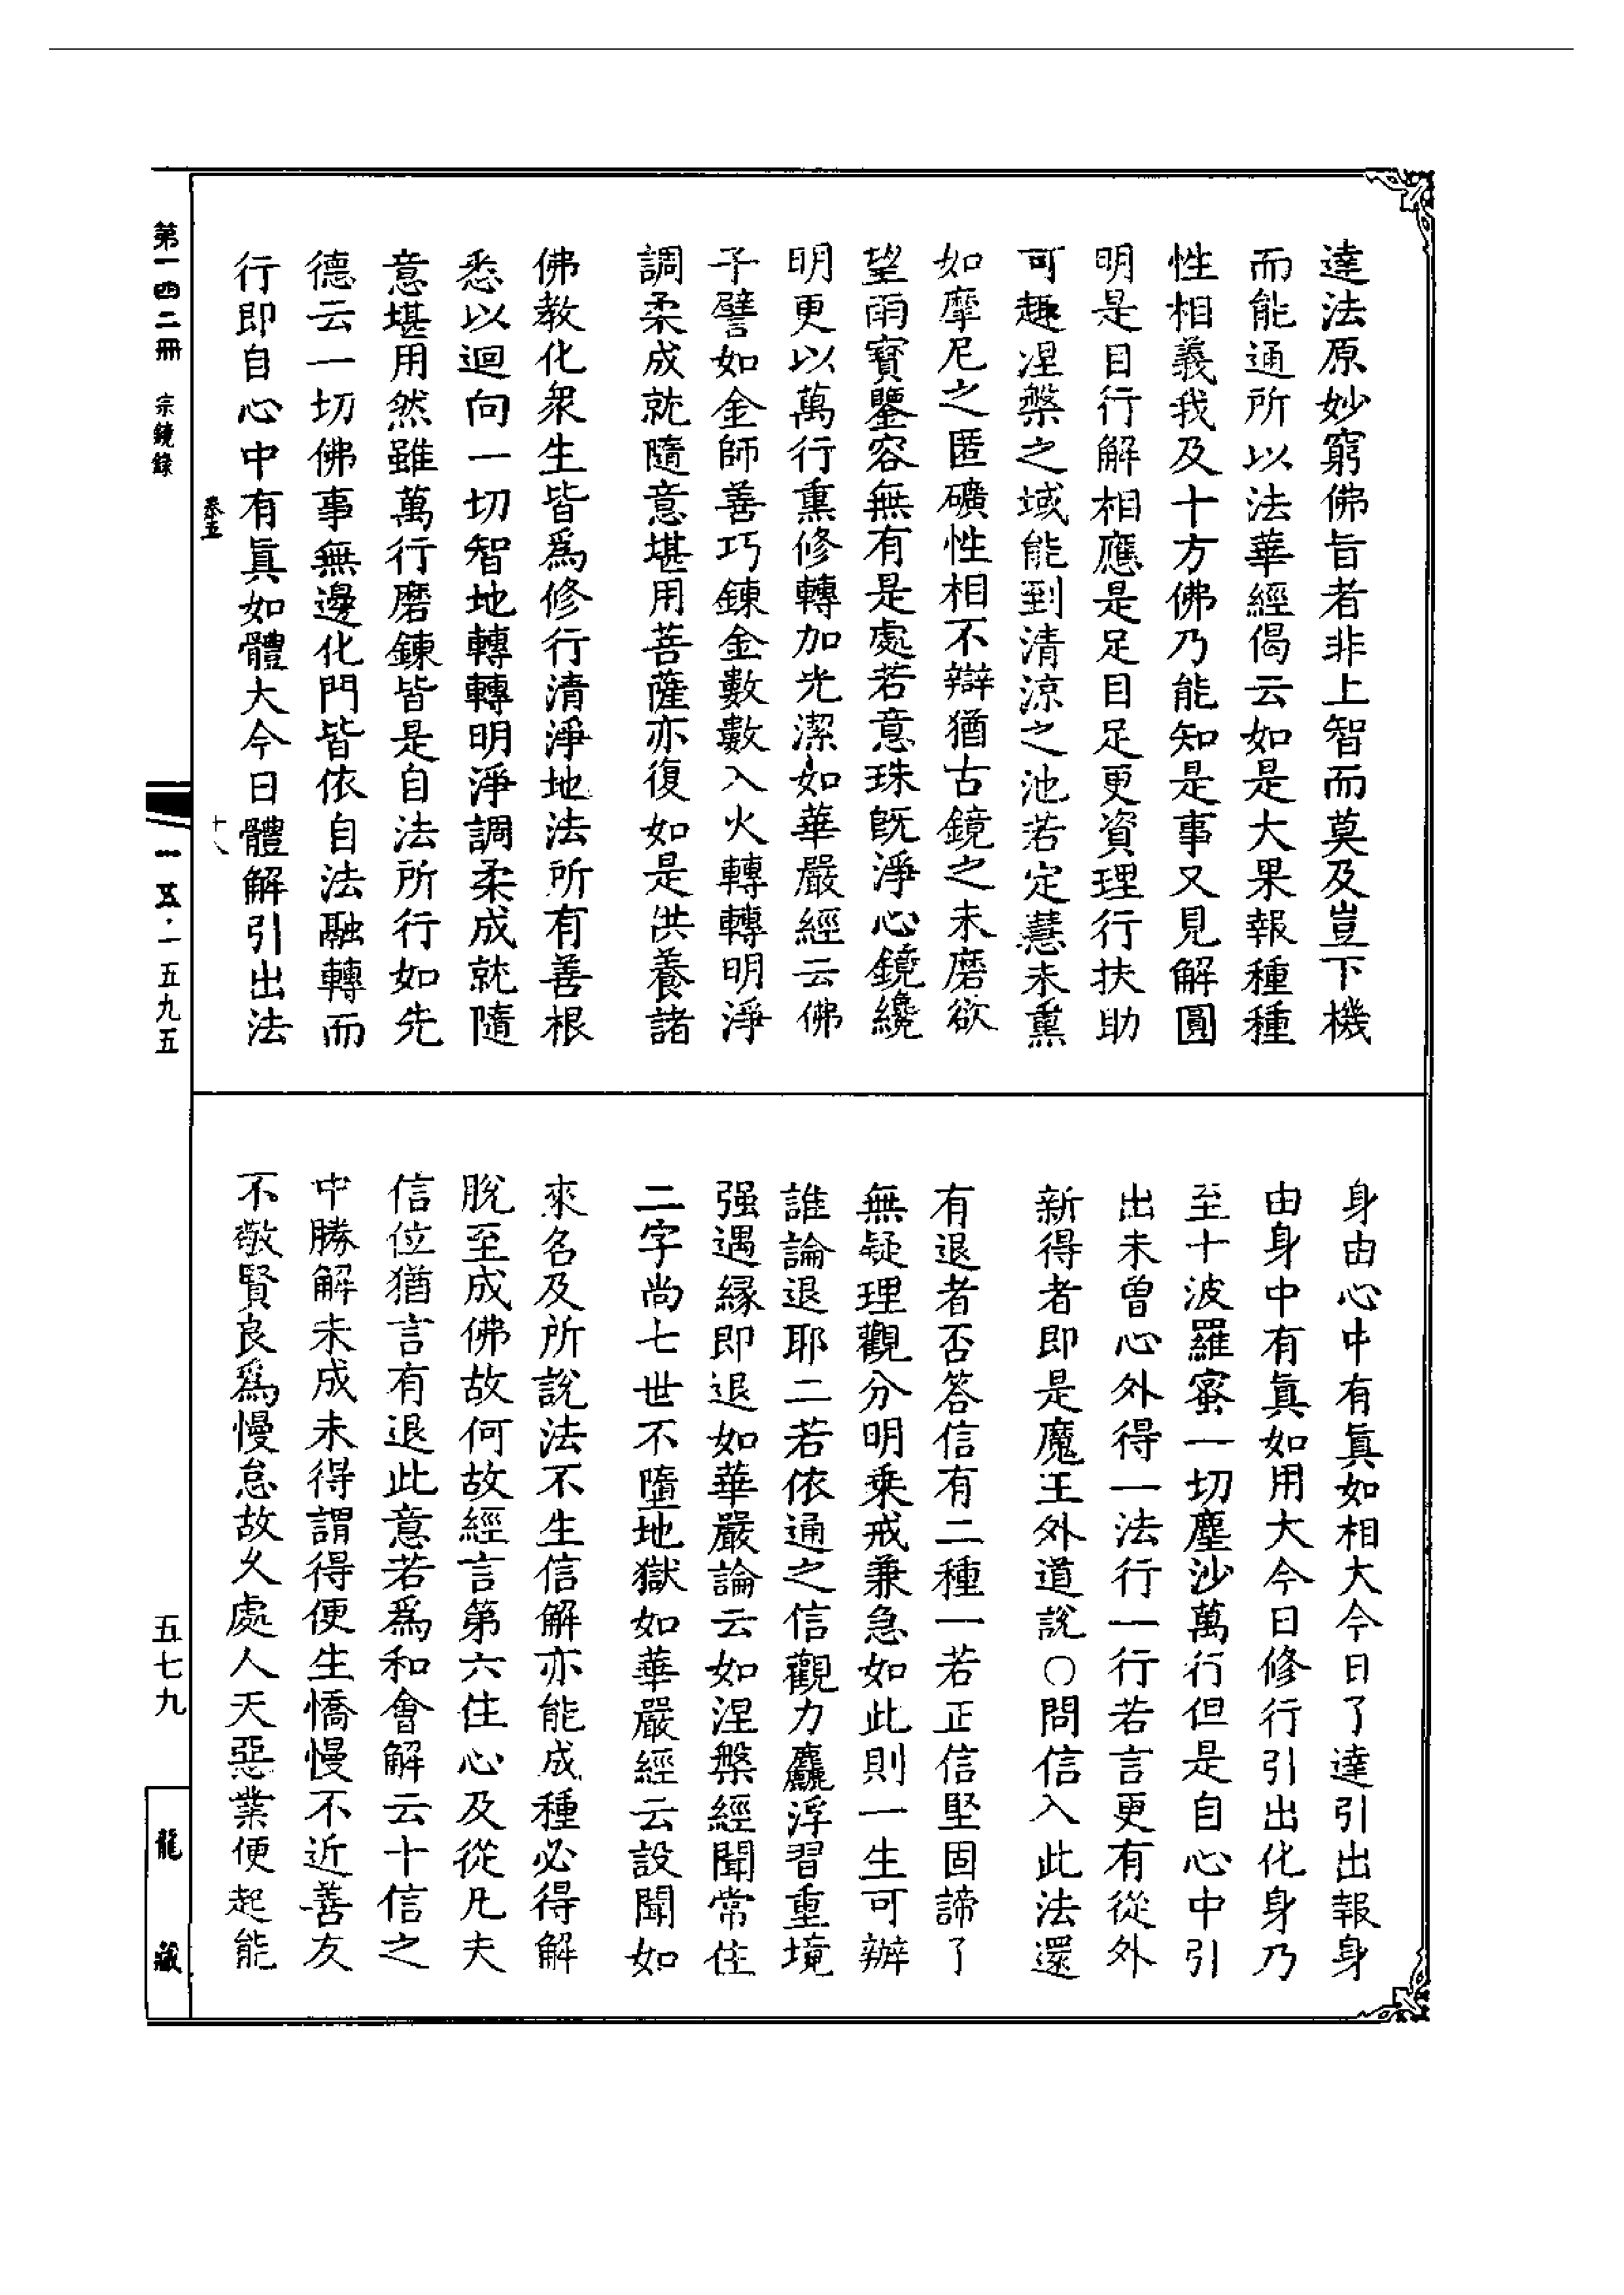 達法原妙窮佛旨者非上智而莫及豈下機
而能通所以法華經偈云如是大果報種種
性相義我及十方佛乃能知是事又見解圓
明是目行解相應是足目足更資理行扶助
可趣涅槃之域能到清涼之池若定慧未熏
如摩尼之匿礦性相不辯猶古鏡之未磨欲
望雨寶鑒容無有是處若意珠旣淨心鏡纔
明更以萬行熏修轉加光潔如華嚴經云佛
子譬如金師善巧鍊金數數入火轉轉明淨
調柔成就隨意堪用菩薩亦復如是供養諸
佛教化衆生皆爲修行清淨地法所有善根
悉以迴向一切智地轉轉明淨調柔成就隨
意堪用然雖萬行磨鍊皆是自法所行如先
德云一切佛事無邊化門皆依自法融轉而
行即自心中有眞如體大今日體解引出法
身由心中有眞如相大今日了達引出報身
由身中有眞如用大今日修行引出化身乃
至十波羅蜜一切塵沙萬行但是自心中引
出未曾心外得一法行一行若言更有從外
新得者即是魔王外道說○問信入此法還
有退者否答信有二種一若正信堅固諦了
無疑理觀分明乗戒兼急如此則一生可辦
誰論退耶二若依通之信觀力麤浮習重境
强遇緣即退如華嚴論云如涅槃經聞常住
二字尚七世不墮地獄如華嚴經云設聞如
來名及所說法不生信解亦能成種必得解
脫至成佛故何故經言第六住心及從凡夫
信位猶言有退此意若爲和會解云十信之
中勝解未成未得謂得便生憍慢不近善友
不敬賢良爲慢怠故久處人天惡業便起能
第一四二冊 宗鏡錄
卷五
十八
一一五·一五九五
五七九
龍藏